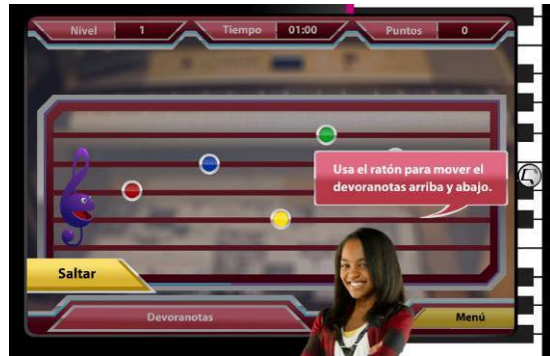 Nivel 1 Tiempo 01:00 Puntos 0
Usa el ratón para mover el
devoranotas arriba y abajo.
Saltar
Devoranotas
Menú